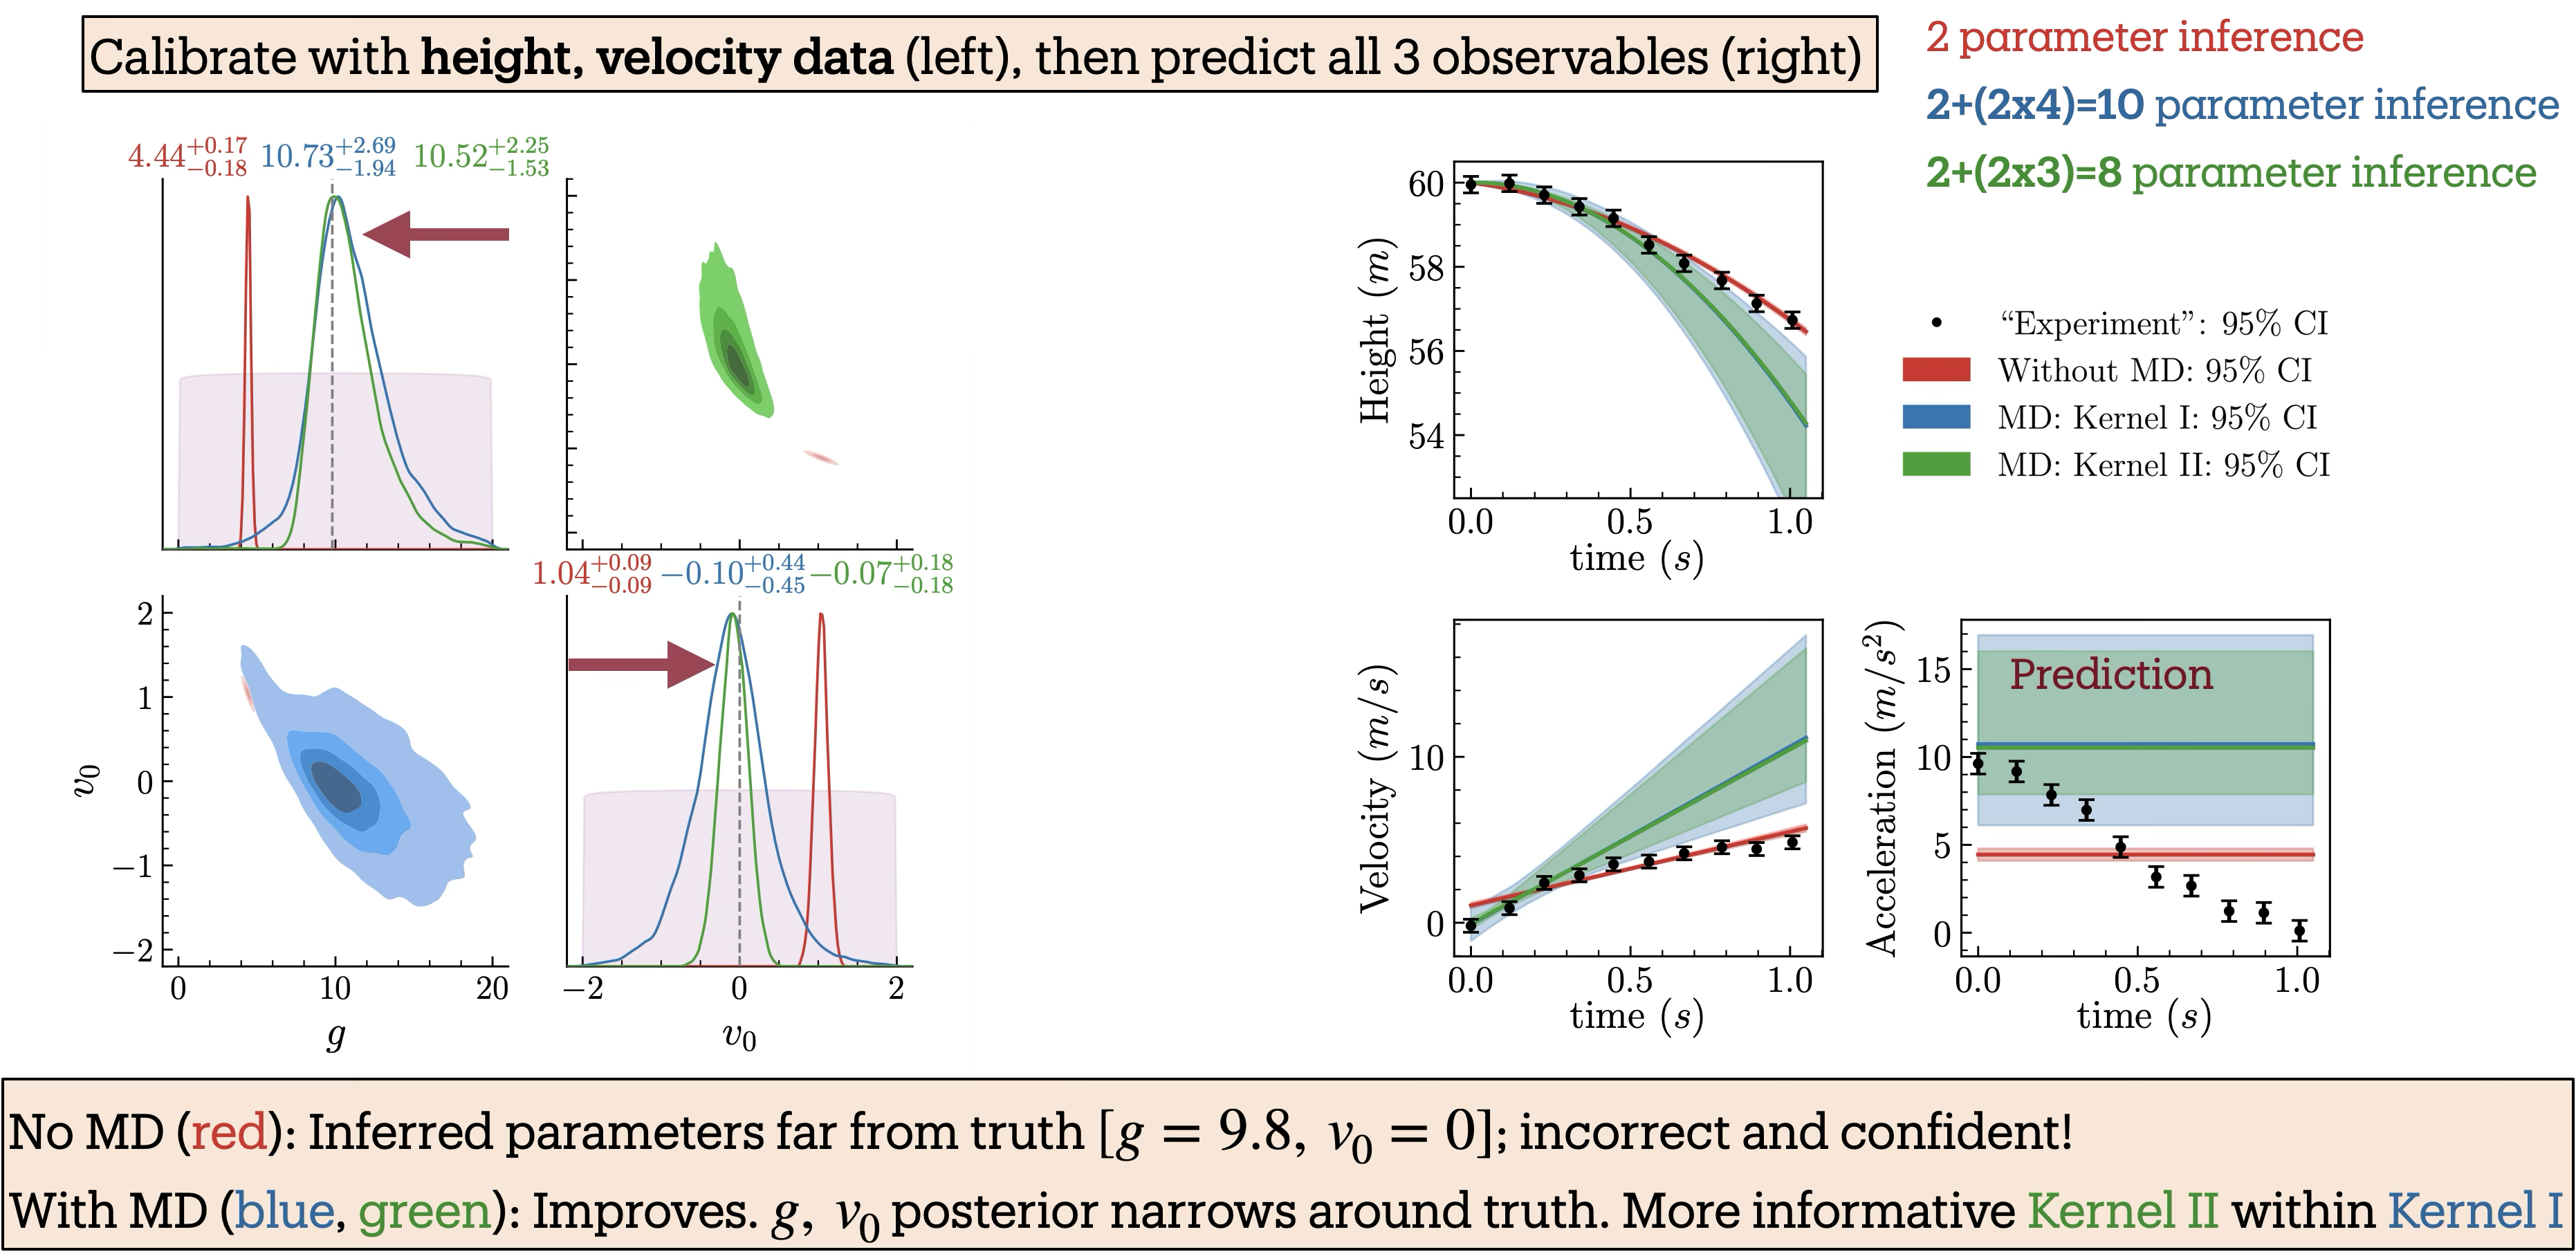 Calibrate with height, velocity data (left), then predict all 3 observables (right)
2 parameter inference
2+(2x4)=10 parameter inference
2+(2x3)=8 parameter inference
4.44+0.17−0.18 10.73+2.69−1.94 10.52+2.25−1.53
1.04+0.09−0.09 −0.10+0.44−0.45 −0.07+0.18−0.18
2
1
0
−1
−2
v0
0 10 20
g
−2 0 2
v0
60
58
56
54
Height (m)
0.0 0.5 1.0
time (s)
“Experiment”: 95% CI
Without MD: 95% CI
MD: Kernel I: 95% CI
MD: Kernel II: 95% CI
10
0
Velocity (m/s)
0.0 0.5 1.0
time (s)
Prediction
15
10
5
0
Acceleration (m/s²)
0.0 0.5 1.0
time (s)
No MD (red): Inferred parameters far from truth [g = 9.8, v0 = 0]; incorrect and confident!
With MD (blue, green): Improves. g, v0 posterior narrows around truth. More informative Kernel II within Kernel I